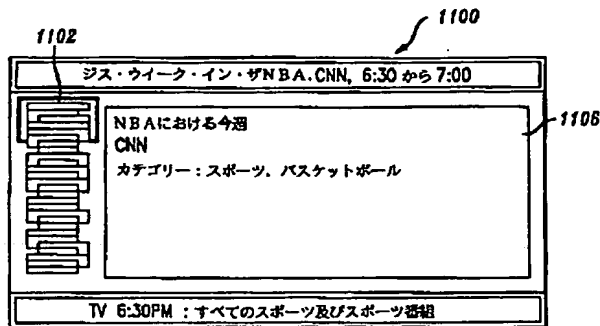 1100
1102
ジス・ウイーク・イン・ザNBA.CNN, 6:30 から 7:00
NBAにおける今週
CNN
カテゴリー：スポーツ、バスケットボール
1106
TV 6:30PM ：すべてのスポーツ及びスポーツ番組